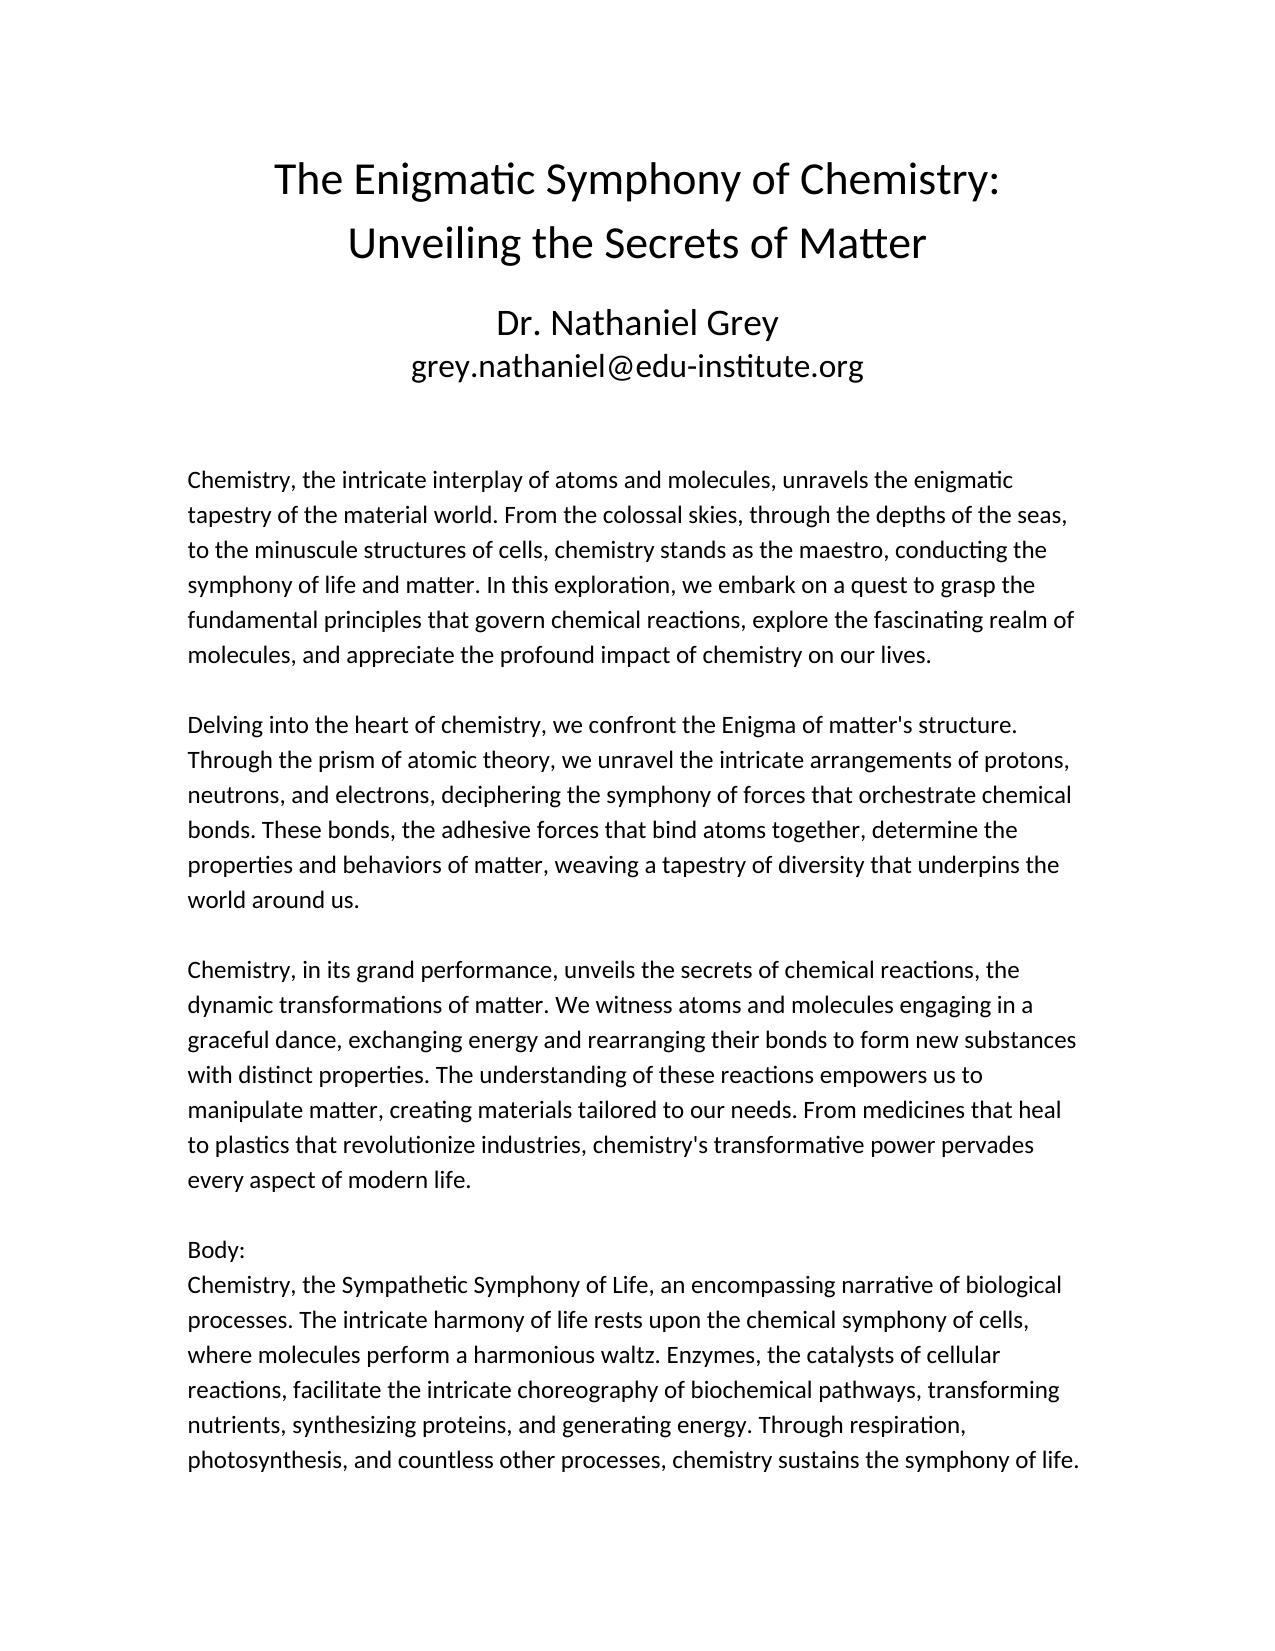 The Enigmatic Symphony of Chemistry:
Unveiling the Secrets of Matter
Dr. Nathaniel Grey
grey.nathaniel@edu-institute.org
Chemistry, the intricate interplay of atoms and molecules, unravels the enigmatic
tapestry of the material world. From the colossal skies, through the depths of the seas,
to the minuscule structures of cells, chemistry stands as the maestro, conducting the
symphony of life and matter. In this exploration, we embark on a quest to grasp the
fundamental principles that govern chemical reactions, explore the fascinating realm of
molecules, and appreciate the profound impact of chemistry on our lives.
Delving into the heart of chemistry, we confront the Enigma of matter's structure.
Through the prism of atomic theory, we unravel the intricate arrangements of protons,
neutrons, and electrons, deciphering the symphony of forces that orchestrate chemical
bonds. These bonds, the adhesive forces that bind atoms together, determine the
properties and behaviors of matter, weaving a tapestry of diversity that underpins the
world around us.
Chemistry, in its grand performance, unveils the secrets of chemical reactions, the
dynamic transformations of matter. We witness atoms and molecules engaging in a
graceful dance, exchanging energy and rearranging their bonds to form new substances
with distinct properties. The understanding of these reactions empowers us to
manipulate matter, creating materials tailored to our needs. From medicines that heal
to plastics that revolutionize industries, chemistry's transformative power pervades
every aspect of modern life.
Body:
Chemistry, the Sympathetic Symphony of Life, an encompassing narrative of biological
processes. The intricate harmony of life rests upon the chemical symphony of cells,
where molecules perform a harmonious waltz. Enzymes, the catalysts of cellular
reactions, facilitate the intricate choreography of biochemical pathways, transforming
nutrients, synthesizing proteins, and generating energy. Through respiration,
photosynthesis, and countless other processes, chemistry sustains the symphony of life.